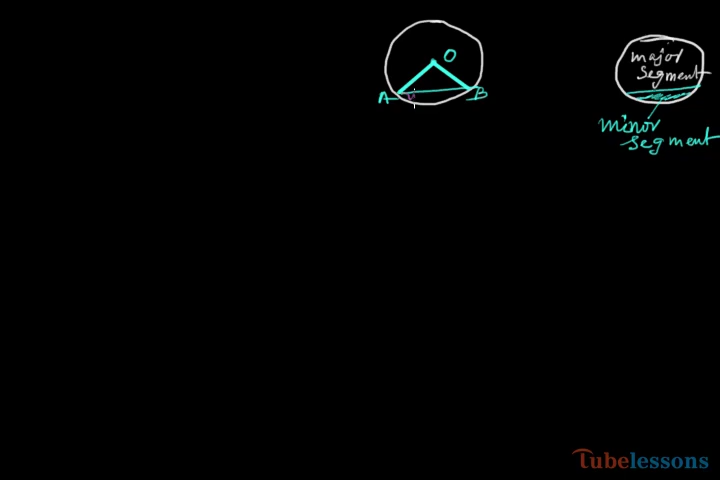 O
A
B
major
segment
minor
segment
Tubelessons